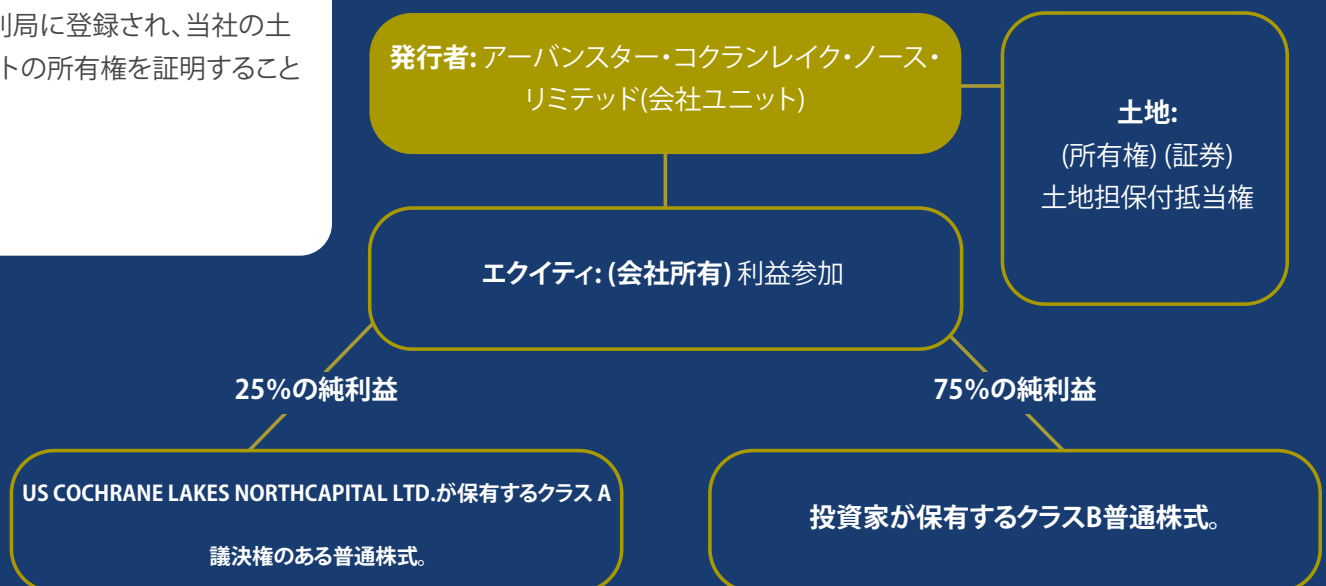 利局に登録され、当社の土
トの所有権を証明すること
発行者: アーバンスター・コクランレイク・ノース・
リミテッド(会社ユニット)
土地:
(所有権) (証券)
土地担保付抵当権
エクイティ: (会社所有) 利益参加
25%の純利益
75%の純利益
US COCHRANE LAKES NORTHCAPITAL LTD.が保有するクラス A
議決権のある普通株式。
投資家が保有するクラスB普通株式。